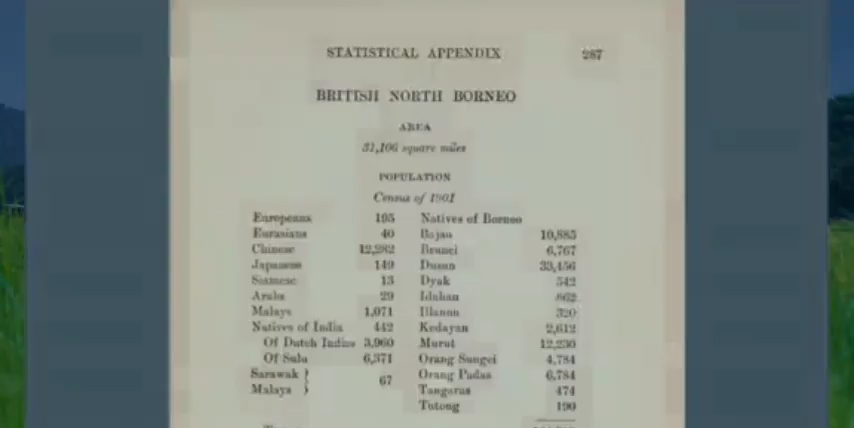 STATISTICAL APPENDIX 287
BRITISH NORTH BORNEO
AREA
31,106 square miles
POPULATION
Census of 1901
Europeans 195 Natives of Borneo
Eurasians 40 Bajau 10,885
Chinese 12,282 Brunei 6,767
Japanese 149 Dusun 33,456
Siamese 13 Dyak 542
Arabs 29 Idahan 862
Malays 1,071 Illanun 320
Natives of India 442 Kedayan 2,612
Of Dutch Indies 3,960 Murut 12,230
Of Sulu 6,371 Orang Sungei 4,784
Sarawak } 67 Orang Padas 6,784
Malays } Tangaras 474
Tutong 190